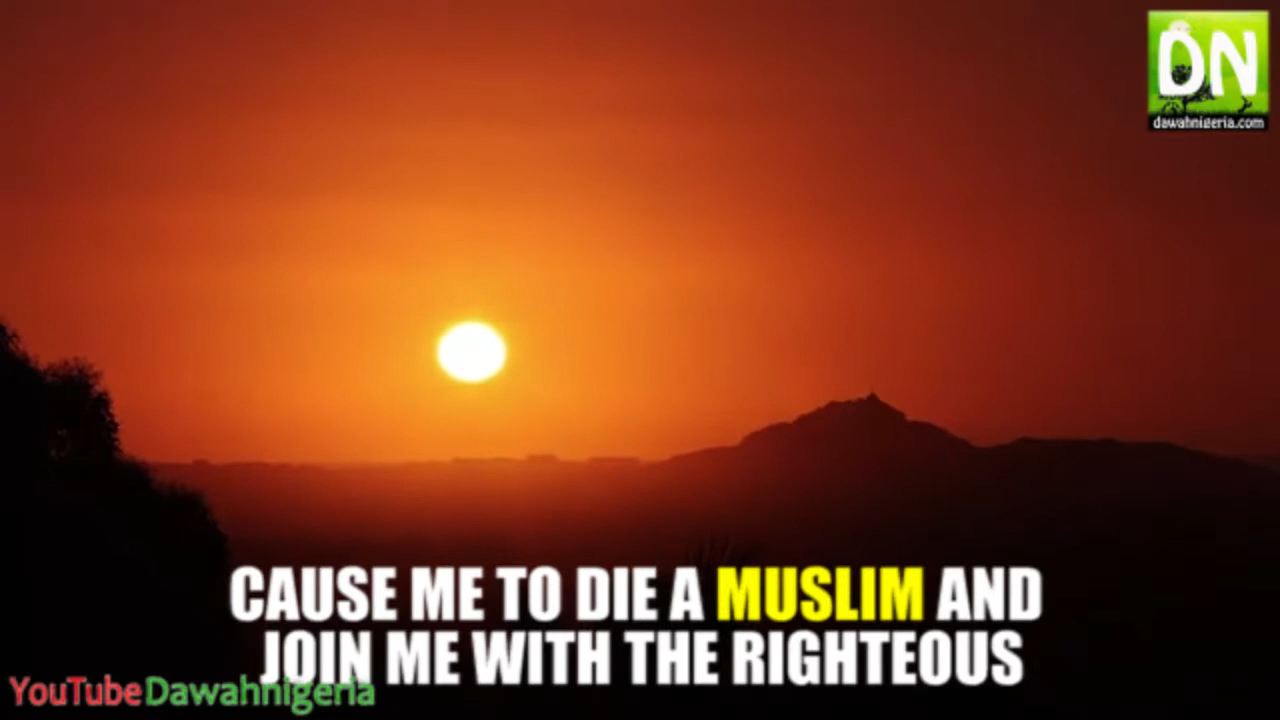 DN
dawahnigeria.com
CAUSE ME TO DIE A MUSLIM AND
JOIN ME WITH THE RIGHTEOUS
YouTubeDawahnigeria